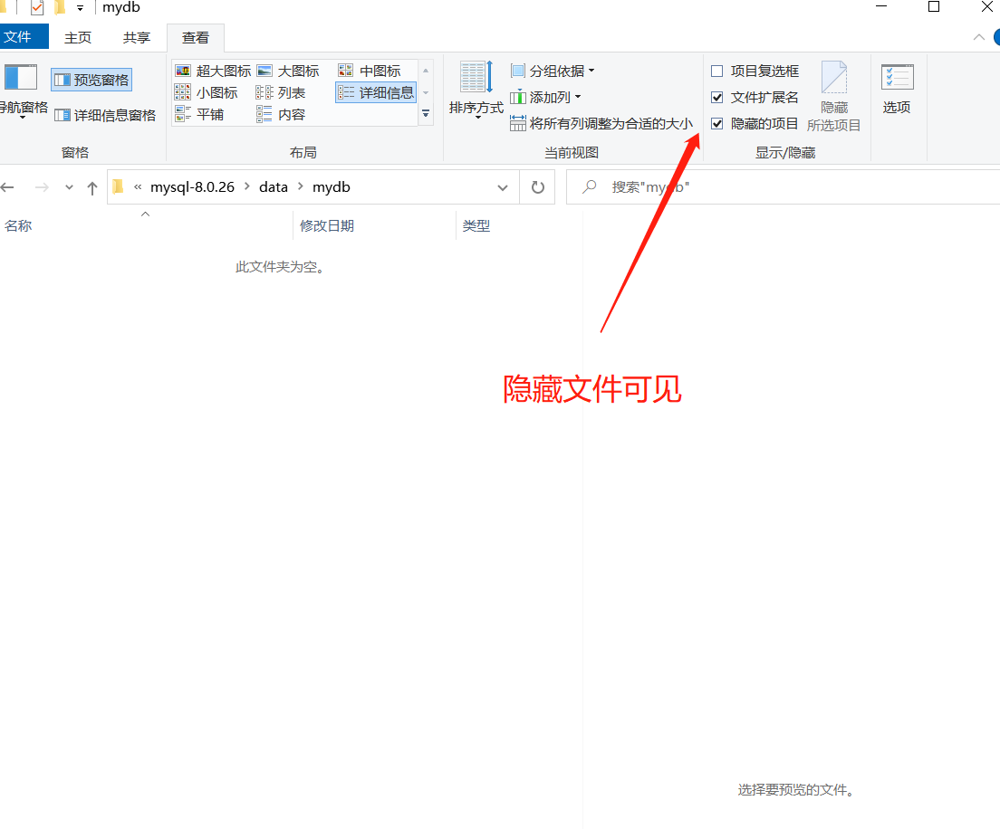 mydb
文件 主页 共享 查看
导航窗格
预览窗格
详细信息窗格
窗格
超大图标 大图标 中图标
小图标 列表 详细信息
平铺 内容
布局
排序方式
分组依据
添加列
将所有列调整为合适的大小
当前视图
项目复选框
文件扩展名
隐藏的项目
隐藏
所选项目
显示/隐藏
选项
« mysql-8.0.26 > data > mydb
搜索"mydb"
名称 修改日期 类型
此文件夹为空。
隐藏文件可见
选择要预览的文件。